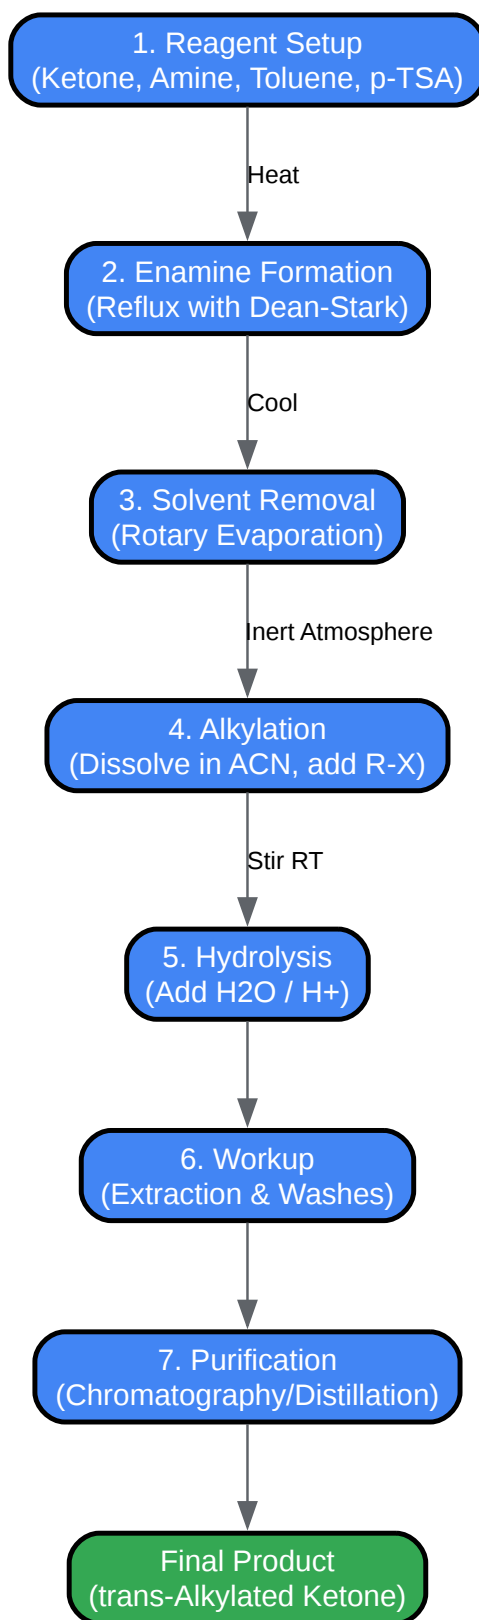 1. Reagent Setup
(Ketone, Amine, Toluene, p-TSA)
Heat
2. Enamine Formation
(Reflux with Dean-Stark)
Cool
3. Solvent Removal
(Rotary Evaporation)
Inert Atmosphere
4. Alkylation
(Dissolve in ACN, add R-X)
Stir RT
5. Hydrolysis
(Add H2O / H+)
6. Workup
(Extraction & Washes)
7. Purification
(Chromatography/Distillation)
Final Product
(trans-Alkylated Ketone)